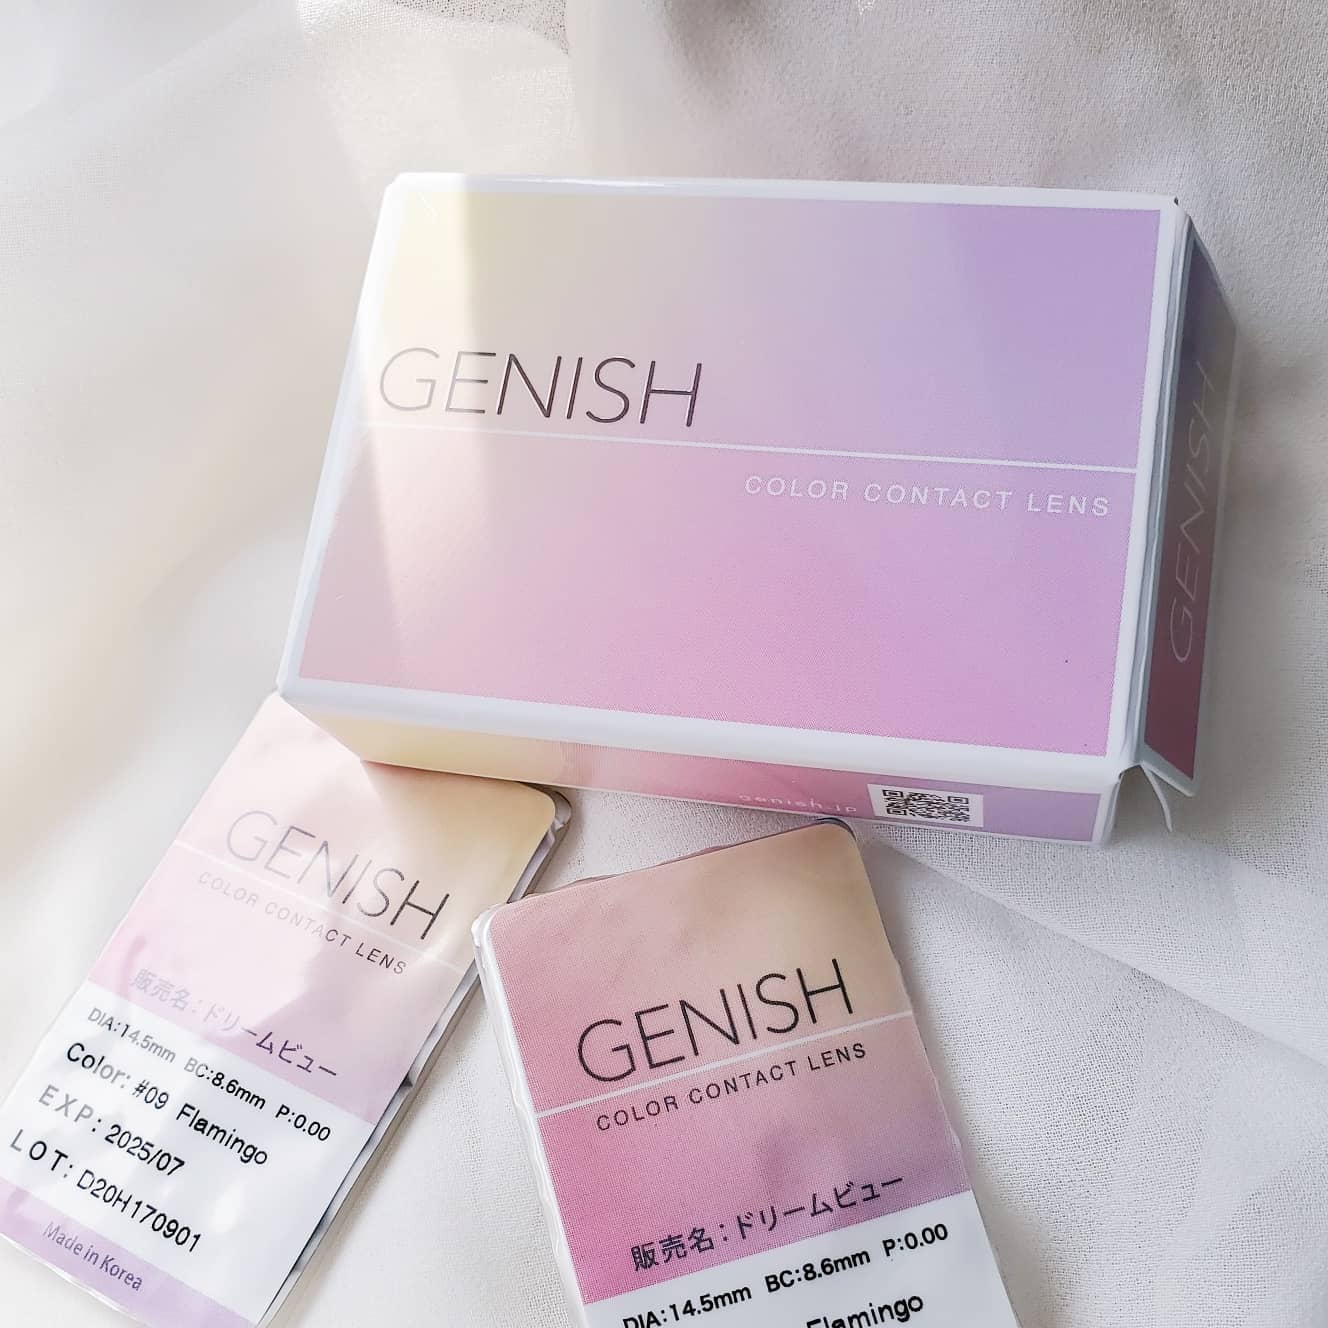 GENISH
COLOR CONTACT LENS
GENISH
genish.jp
GENISH
COLOR CONTACT LENS
販売名：ドリームビュー
DIA:14.5mm BC:8.6mm P:0.00
Color: #09 Flamingo
EXP: 2025/07
LOT: D20H170901
Made in Korea
GENISH
COLOR CONTACT LENS
販売名：ドリームビュー
DIA:14.5mm BC:8.6mm P:0.00
Flamingo